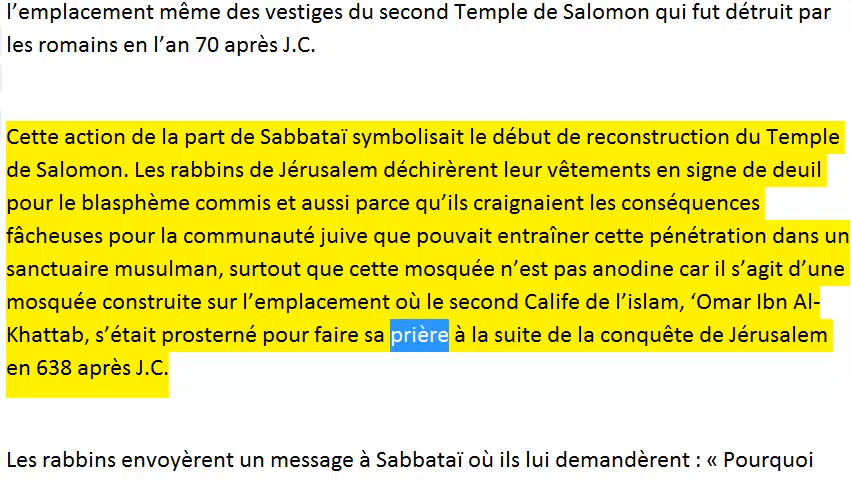 l’emplacement même des vestiges du second Temple de Salomon qui fut détruit par
les romains en l’an 70 après J.C.
Cette action de la part de Sabbataï symbolisait le début de reconstruction du Temple
de Salomon. Les rabbins de Jérusalem déchirèrent leur vêtements en signe de deuil
pour le blasphème commis et aussi parce qu’ils craignaient les conséquences
fâcheuses pour la communauté juive que pouvait entraîner cette pénétration dans un
sanctuaire musulman, surtout que cette mosquée n’est pas anodine car il s’agit d’une
mosquée construite sur l’emplacement où le second Calife de l’islam, ‘Omar Ibn Al-
Khattab, s’était prosterné pour faire sa prière à la suite de la conquête de Jérusalem
en 638 après J.C.
Les rabbins envoyèrent un message à Sabbataï où ils lui demandèrent : « Pourquoi